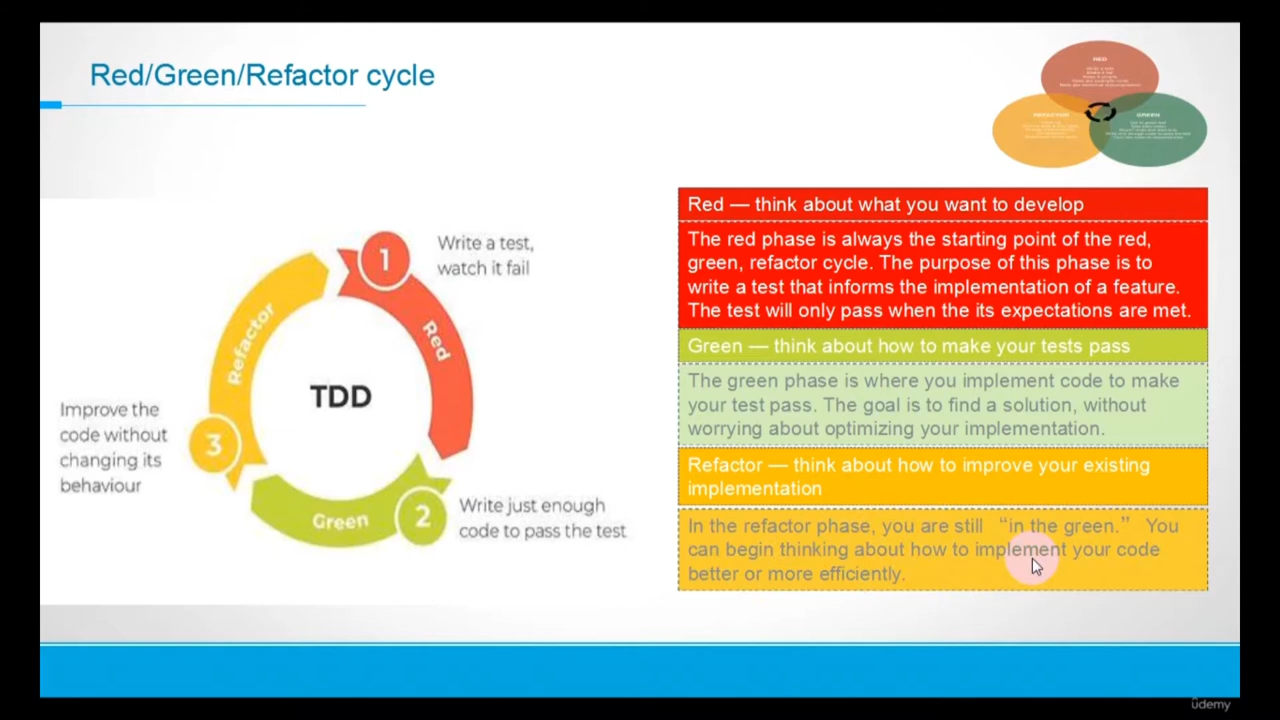 Red/Green/Refactor cycle
RED
REFACTOR
GREEN
1
Write a test,
watch it fail
Red
Refactor
TDD
Improve the
code without
changing its
behaviour
3
Green
2
Write just enough
code to pass the test
Red — think about what you want to develop
The red phase is always the starting point of the red,
green, refactor cycle. The purpose of this phase is to
write a test that informs the implementation of a feature.
The test will only pass when the its expectations are met.
Green — think about how to make your tests pass
The green phase is where you implement code to make
your test pass. The goal is to find a solution, without
worrying about optimizing your implementation.
Refactor — think about how to improve your existing
implementation
In the refactor phase, you are still “in the green.” You
can begin thinking about how to implement your code
better or more efficiently.
ûdemy